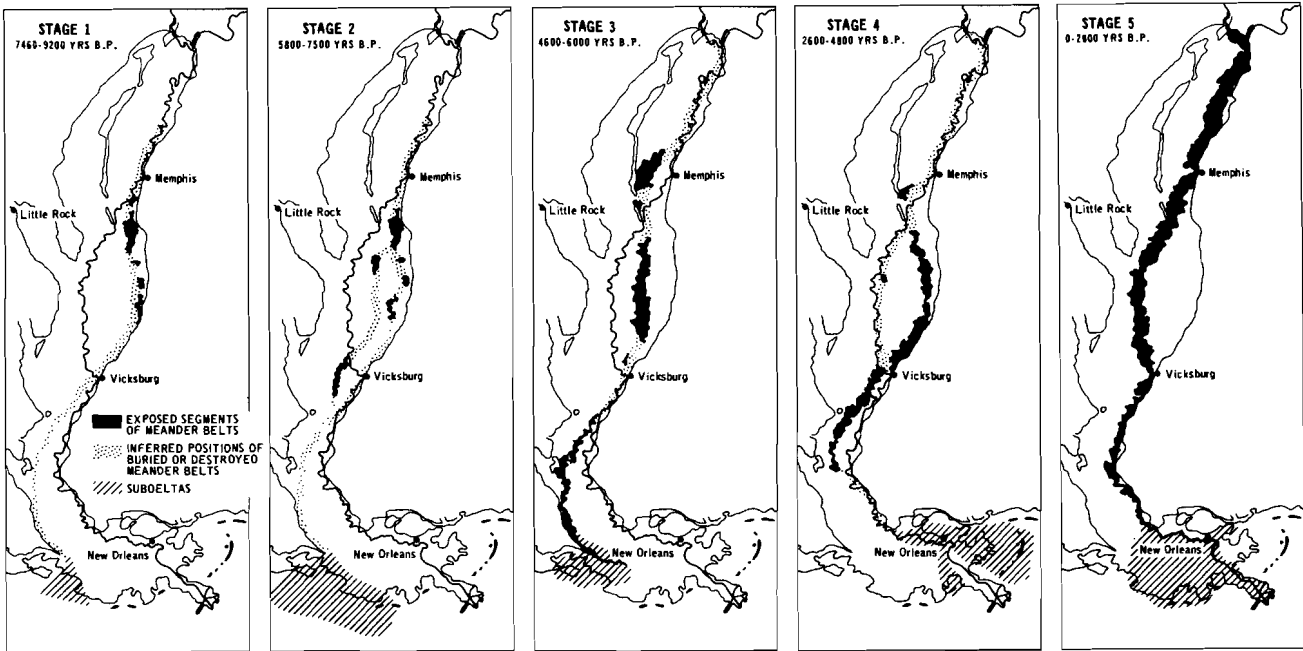 STAGE 1
7460-9200 YRS B.P.
Memphis
Little Rock
Vicksburg
EXPOSED SEGMENTS
OF MEANDER BELTS
INFERRED POSITIONS OF
BURIED OR DESTROYED
MEANDER BELTS
SUBOELTAS
New Orleans
STAGE 2
5800-7500 YRS B.P.
Memphis
Little Rock
Vicksburg
New Orleans
STAGE 3
4600-6000 YRS B.P.
Memphis
Little Rock
Vicksburg
New Orleans
STAGE 4
2600-4800 YRS B.P.
Memphis
Little Rock
Vicksburg
New Orleans
STAGE 5
0-2800 YRS B.P.
Memphis
Little Rock
Vicksburg
New Orleans